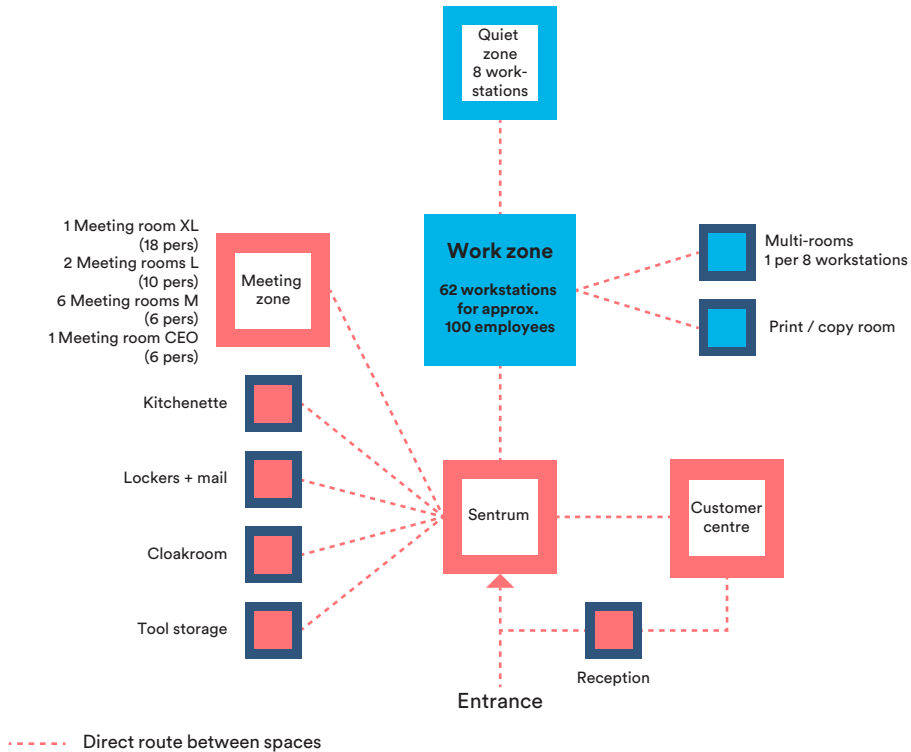 Quiet
zone
8 work-
stations
1 Meeting room XL
(18 pers)
2 Meeting rooms L
(10 pers)
6 Meeting rooms M
(6 pers)
1 Meeting room CEO
(6 pers)
Meeting
zone
Work zone
62 workstations
for approx.
100 employees
Multi-rooms
1 per 8 workstations
Print / copy room
Kitchenette
Lockers + mail
Cloakroom
Tool storage
Sentrum
Customer
centre
Reception
Entrance
Direct route between spaces